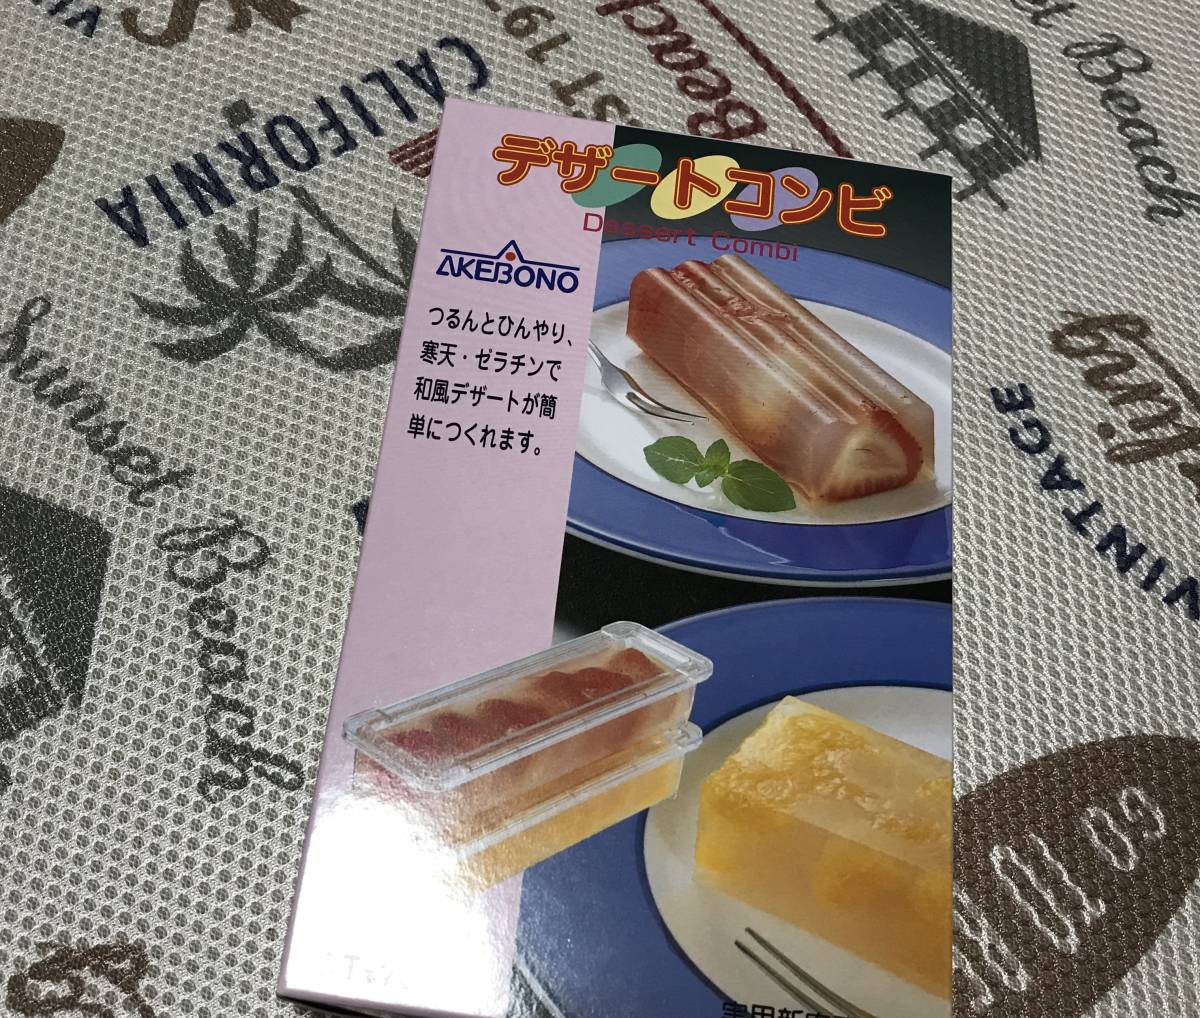 デザートコンビ
Dessert Combi
AKEBONO
つるんとひんやり、
寒天・ゼラチンで
和風デザートが簡
単につくれます。
CALIFORNIA
Beach
Beach
Sunset
Beach
VINTAGE